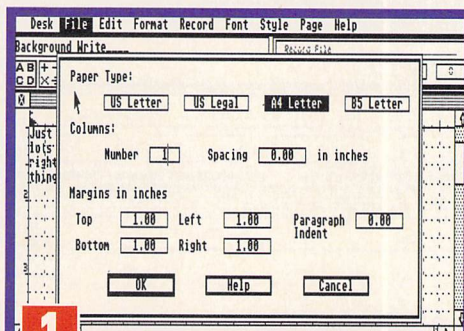 Desk File Edit Format Record Font Style Page Help
Background Write____
Record File
A B + -
C D × ÷
Paper Type:
US Letter US Legal A4 Letter B5 Letter
Columns:
Number 1 Spacing 0.00 in inches
Margins in inches
Top 1.00 Left 1.00 Paragraph Indent 0.00
Bottom 1.00 Right 1.00
OK Help Cancel
Just
lots
right
thing
1